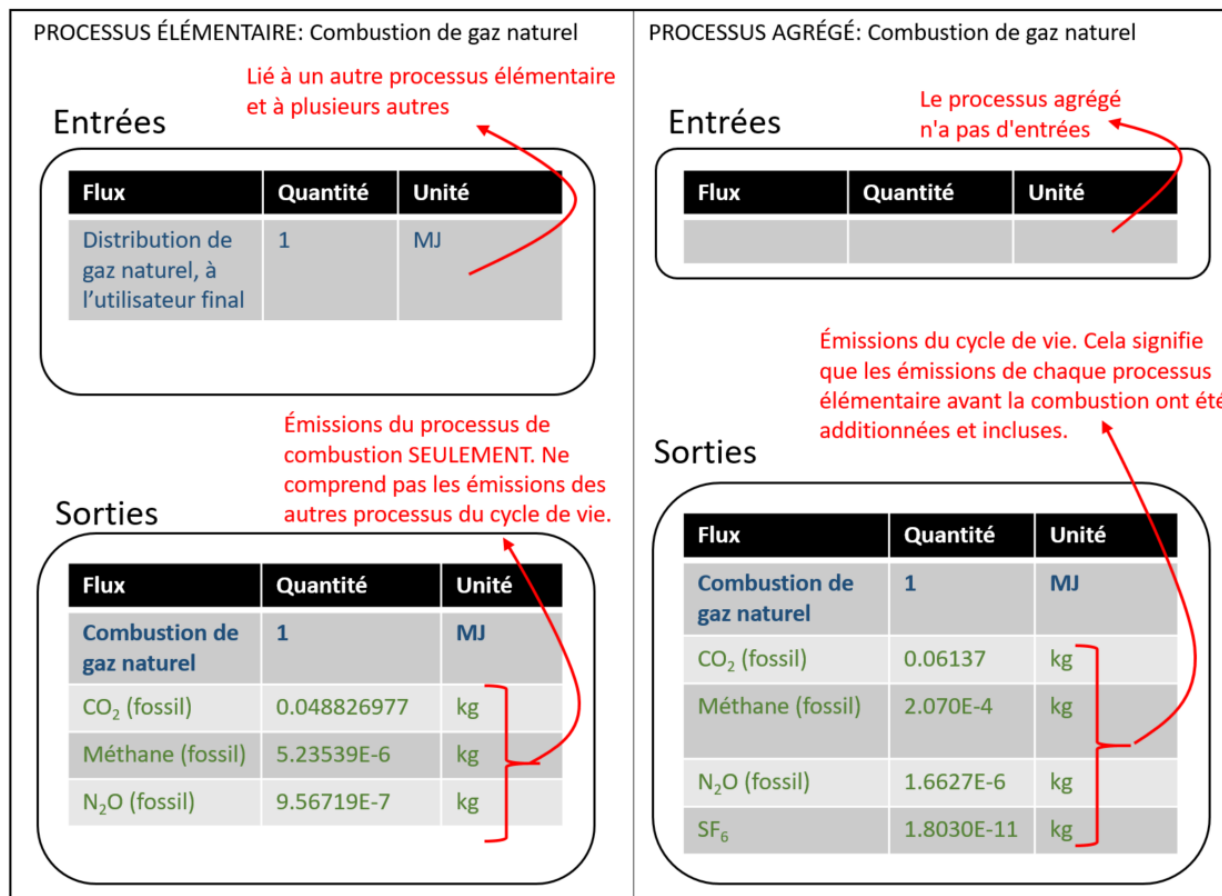 PROCESSUS ÉLÉMENTAIRE: Combustion de gaz naturel
Lié à un autre processus élémentaire
et à plusieurs autres
Entrées
Flux Quantité Unité
Distribution de 1 MJ
gaz naturel, à
l’utilisateur final
Émissions du processus de
combustion SEULEMENT. Ne
comprend pas les émissions des
autres processus du cycle de vie.
Sorties
Flux Quantité Unité
Combustion de 1 MJ
gaz naturel
CO₂ (fossil) 0.048826977 kg
Méthane (fossil) 5.23539E-6 kg
N₂O (fossil) 9.56719E-7 kg
PROCESSUS AGRÉGÉ: Combustion de gaz naturel
Le processus agrégé
n'a pas d'entrées
Entrées
Flux Quantité Unité
Émissions du cycle de vie. Cela signifie
que les émissions de chaque processus
élémentaire avant la combustion ont été
additionnées et incluses.
Sorties
Flux Quantité Unité
Combustion de 1 MJ
gaz naturel
CO₂ (fossil) 0.06137 kg
Méthane (fossil) 2.070E-4 kg
N₂O (fossil) 1.6627E-6 kg
SF₆ 1.8030E-11 kg